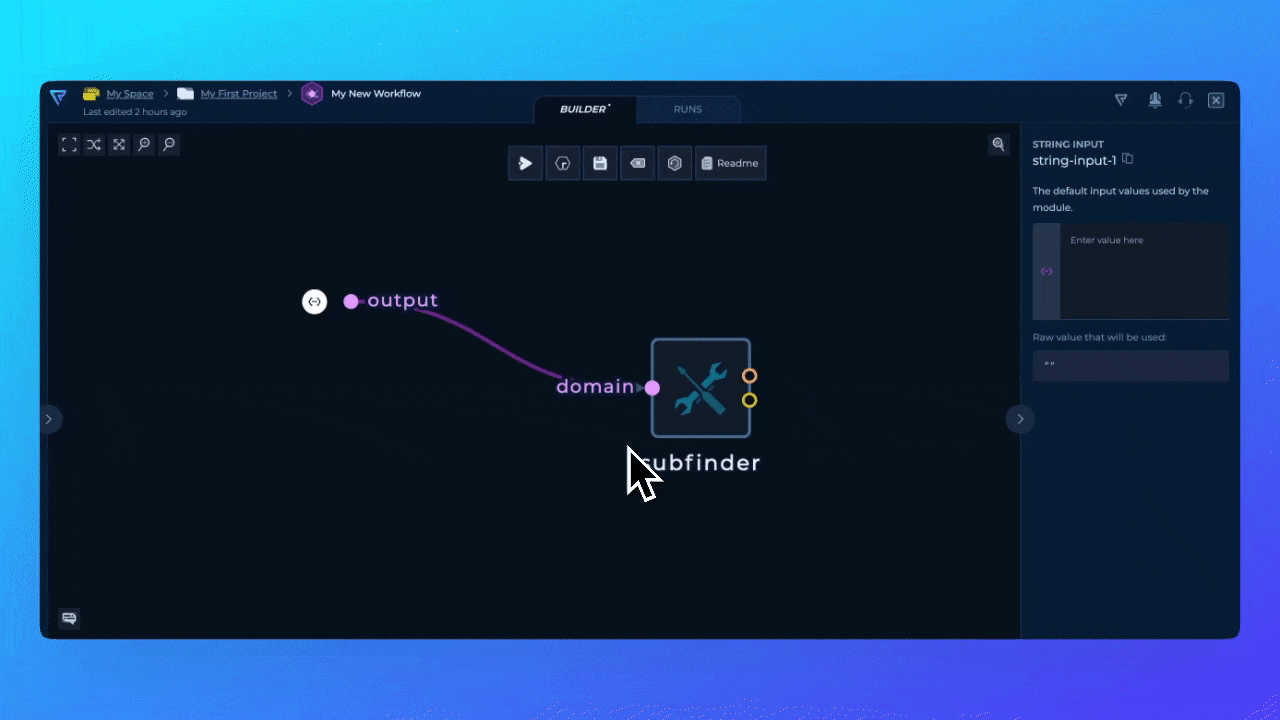 My Space
My First Project
My New Workflow
Last edited 2 hours ago
BUILDER*
RUNS
Readme
STRING INPUT
string-input-1
The default input values used by the
module.
Enter value here
Raw value that will be used:
""
output
domain
subfinder